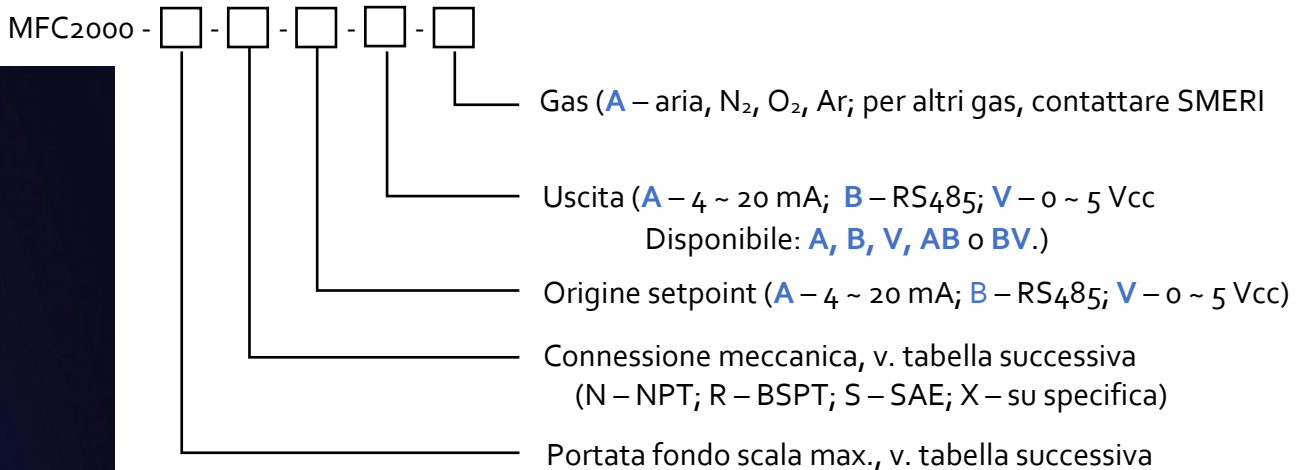 MFC2000 - □ - □ - □ - □ - □
Gas (A – aria, N₂, O₂, Ar; per altri gas, contattare SMERI
Uscita (A – 4 ~ 20 mA; B – RS485; V – 0 ~ 5 Vcc
Disponibile: A, B, V, AB o BV.)
Origine setpoint (A – 4 ~ 20 mA; B – RS485; V – 0 ~ 5 Vcc)
Connessione meccanica, v. tabella successiva
(N – NPT; R – BSPT; S – SAE; X – su specifica)
Portata fondo scala max., v. tabella successiva